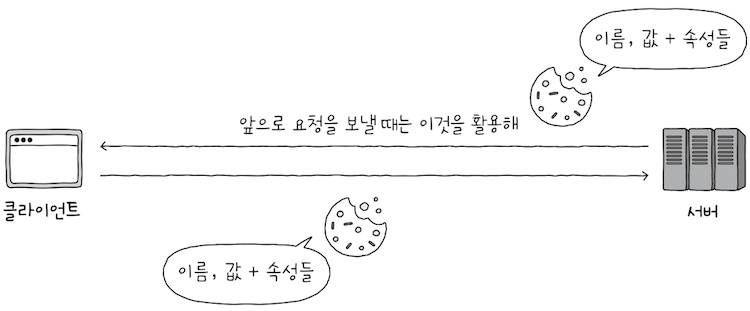 이름, 값 + 속성들
앞으로 요청을 보낼 때는 이것을 활용해
클라이언트
서버
이름, 값 + 속성들